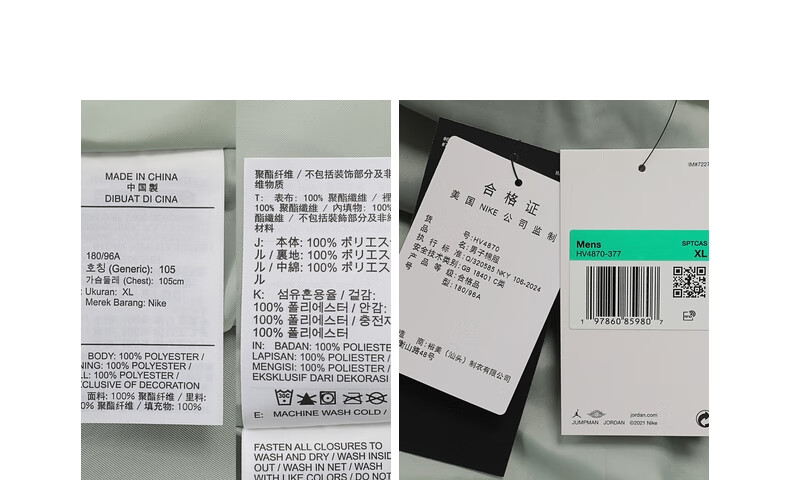 MADE IN CHINA
中国製
DIBUAT DI CINA
180/96A
호칭 (Generic): 105
가슴둘레 (Chest): 105cm
Ukuran: XL
Merek Barang: Nike
BODY: 100% POLYESTER /
NING: 100% POLYESTER /
L: 100% POLYESTER /
XCLUSIVE OF DECORATION
面料: 100% 聚酯纤维 / 里料:
0% 聚酯纤维 / 填充物: 100%
聚酯纤维 / 不包括装饰部分及非
维物质
T: 表布: 100% 聚酯纖維 / 裡
100% 聚酯纖維 / 內填物: 100%
酯纖維 / 不包括裝飾部分及非
材料
J: 本体: 100% ポリエス
ル / 裏地: 100% ポリエステ
ル / 中綿: 100% ポリエステ
ル
K: 섬유혼용율 / 겉감:
100% 폴리에스터 / 안감:
100% 폴리에스터 / 충전재
100% 폴리에스터
IN: BADAN: 100% POLIESTE
LAPISAN: 100% POLIESTER /
MENGISI: 100% POLIESTER /
EKSKLUSIF DARI DEKORASI
E: MACHINE WASH COLD /
FASTEN ALL CLOSURES TO
WASH AND DRY / WASH INSID
OUT / WASH IN NET / WASH
WITH LIKE COLORS / DO NOT
合格证
美国 NIKE 公司监制
货号:HV4870
品名:男子棉服
执行标准:Q/320585 NKY 106-2024
安全技术类别:GB 18401 C类
产品等级:合格品
号型:180/96A
造商:裕美（汕头）制衣有限公司
衡山路48号
IM#7227
Mens
HV4870-377
SPTCAS
XL
1 97860 85980 7
JUMPMAN JORDAN
jordan.com
©2021 Nike